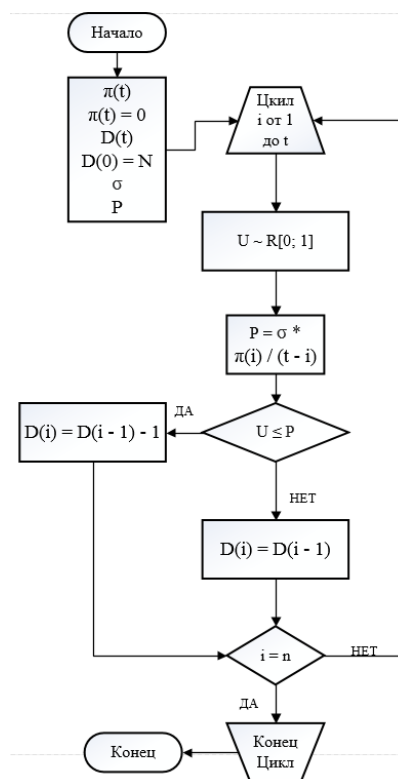 Начало
π(t)
π(t) = 0
D(t)
D(0) = N
σ
P
Цкил
i от 1
до t
U ~ R[0; 1]
P = σ *
π(i) / (t - i)
U ≤ P
ДА
D(i) = D(i - 1) - 1
НЕТ
D(i) = D(i - 1)
i = n
НЕТ
ДА
Конец
Цикл
Конец